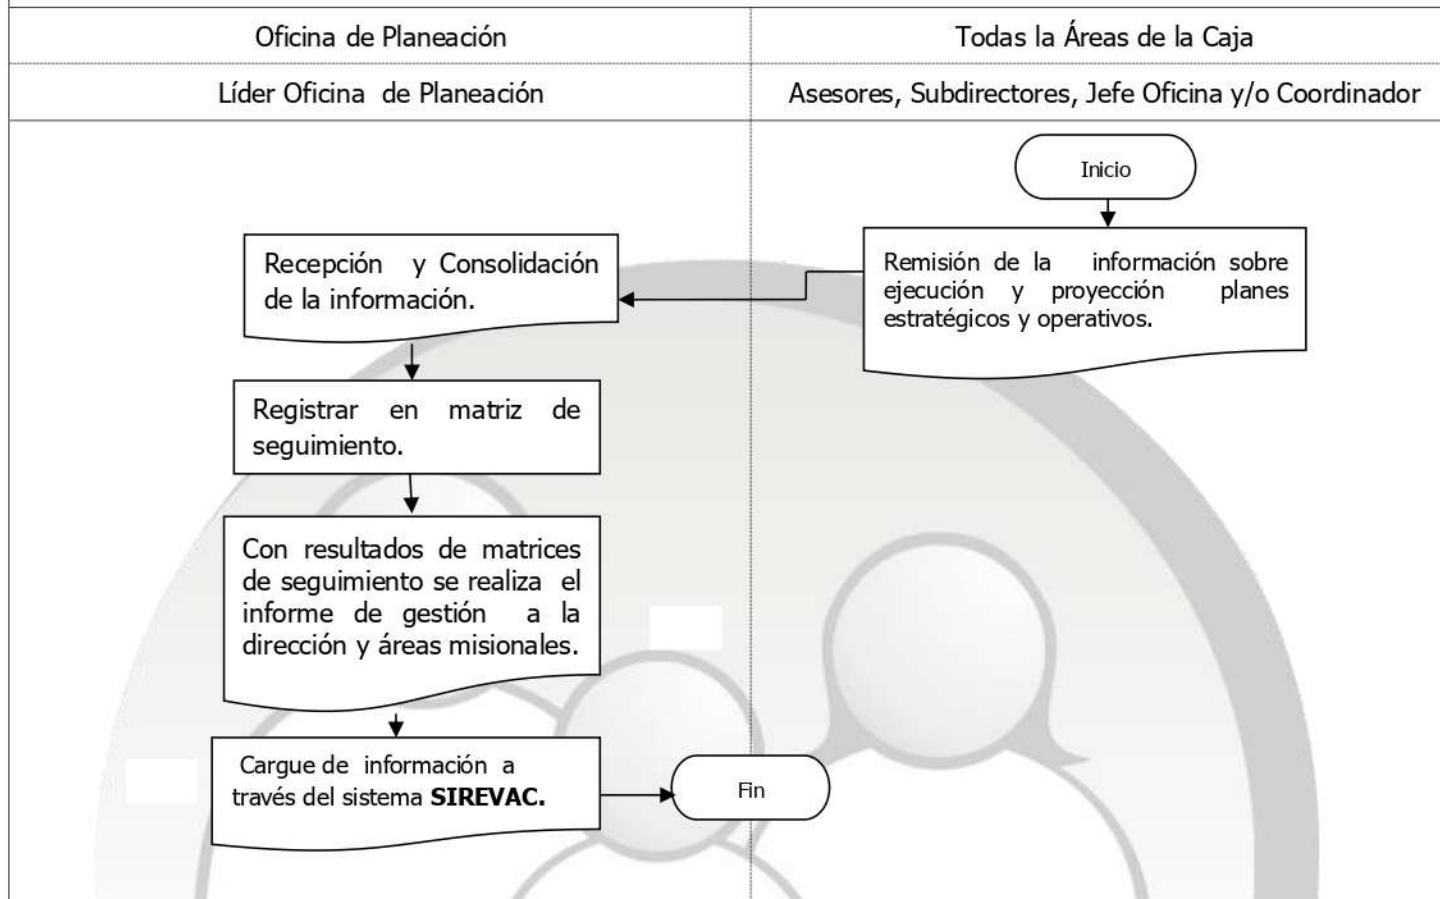 Oficina de Planeación
Todas la Áreas de la Caja
Líder Oficina de Planeación
Asesores, Subdirectores, Jefe Oficina y/o Coordinador
Inicio
Remisión de la información sobre
ejecución y proyección planes
estratégicos y operativos.
Recepción y Consolidación
de la información.
Registrar en matriz de
seguimiento.
Con resultados de matrices
de seguimiento se realiza el
informe de gestión a la
dirección y áreas misionales.
Cargue de información a
través del sistema SIREVAC.
Fin